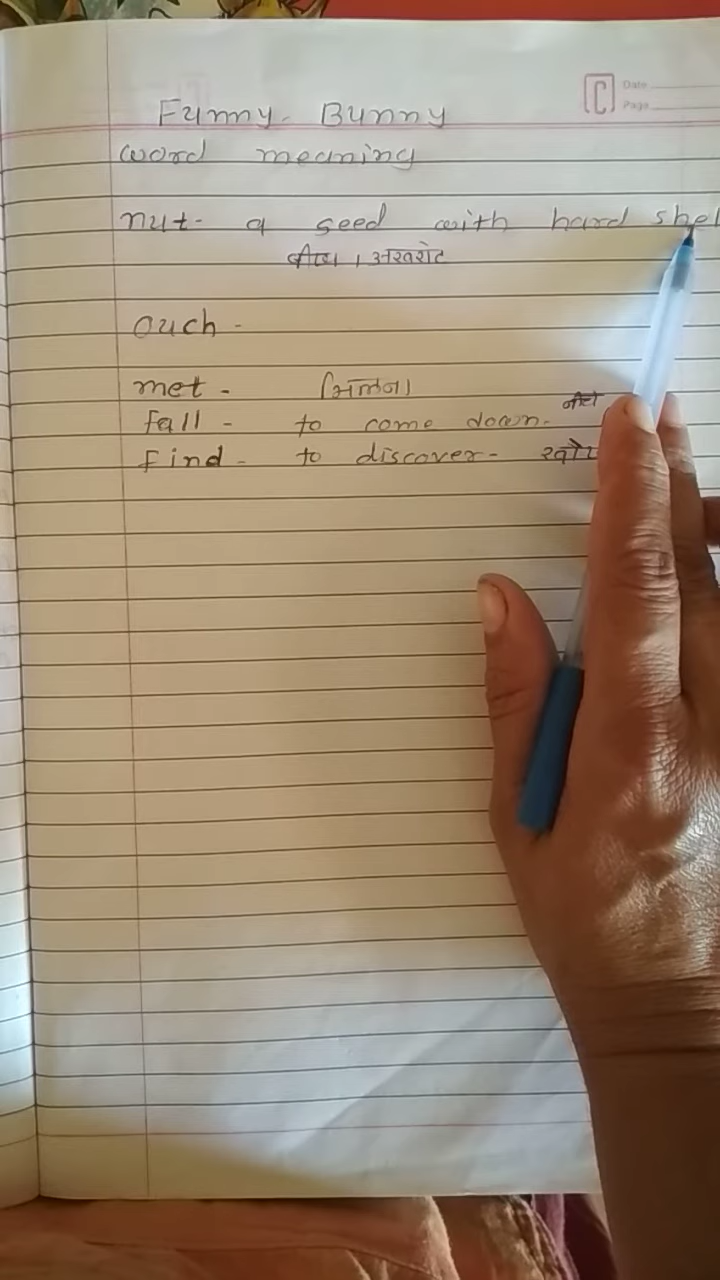 C Date
Page
Funny Bunny
word meaning
nut- a seed with hard shel
बीज । अखरोट
ouch -
met - मिलना
fall - to come down-
Find - to discover-